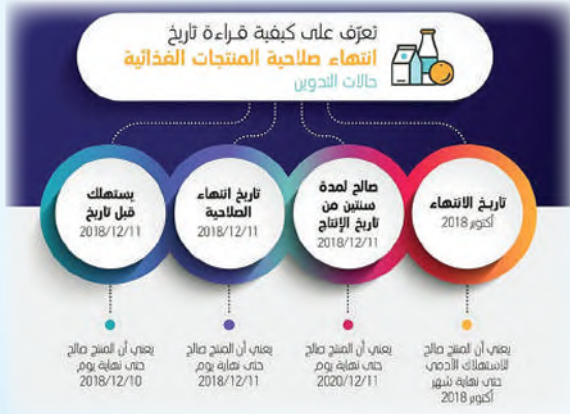 تعرّف على كيفية قراءة تاريخ
انتهاء صلاحية المنتجات الغذائية
حالات التدوين
تاريخ الانتهاء
أكتوبر 2018
صالح لمدة
سنتين من
تاريخ الإنتاج
2018/12/11
تاريخ انتهاء
الصلاحية
2018/12/11
يستهلك
قبل تاريخ
2018/12/11
يعني أن المنتج صالح
للاستهلاك الآدمي
حتى نهاية شهر
أكتوبر 2018
يعني أن المنتج صالح
حتى نهاية يوم
2020/12/11
يعني أن المنتج صالح
حتى نهاية يوم
2018/12/11
يعني أن المنتج صالح
حتى نهاية يوم
2018/12/10